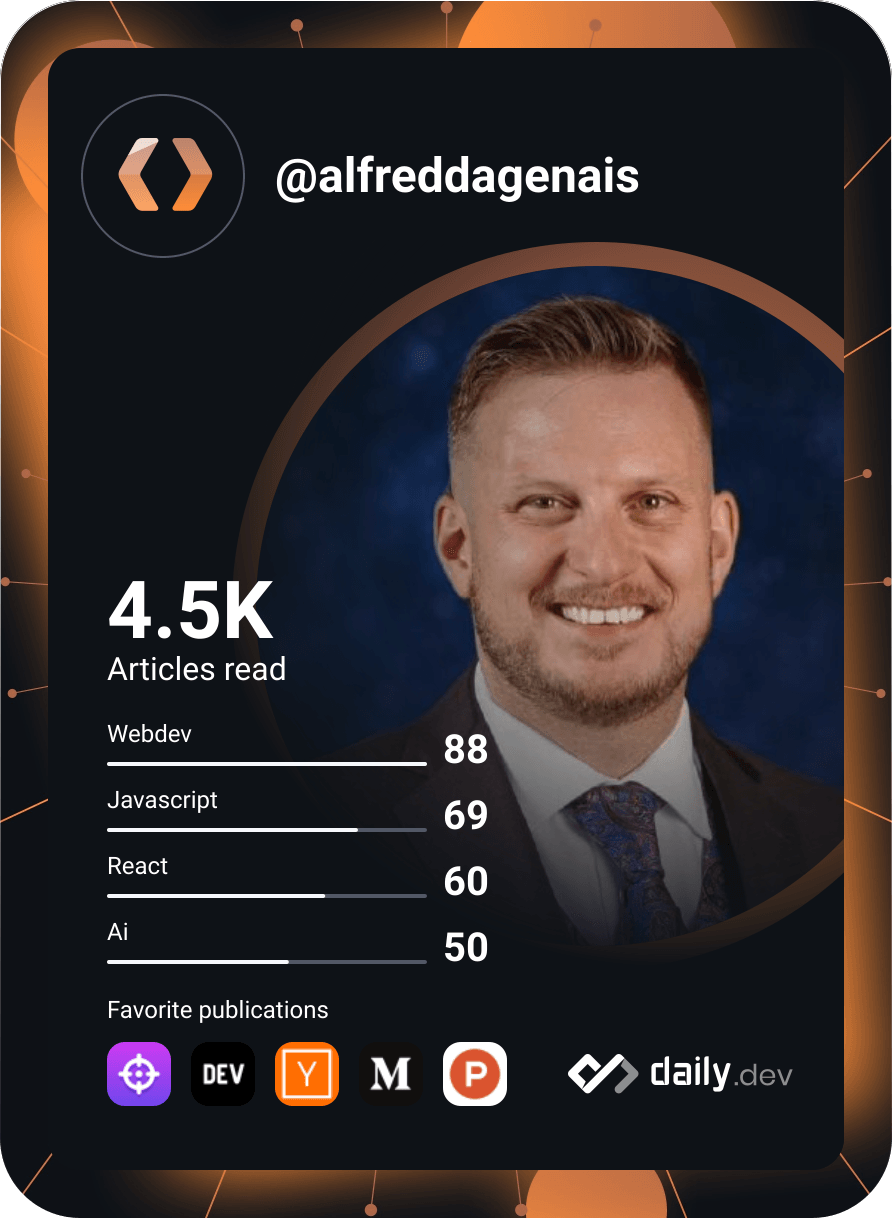 @alfreddagenais
4.5K
Articles read
Webdev
88
Javascript
69
React
60
Ai
50
Favorite publications
DEV
Y
M
P
daily.dev